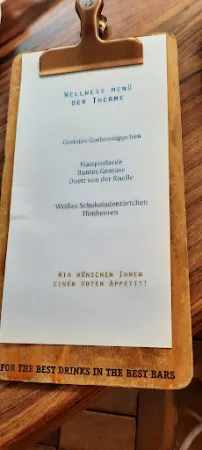 Wellness menü
der Therme
Gurkensüppchen
Maispoularde
Buntes Gemüse
Duett von der Knolle
Weißes Schokoladentörtchen
Himbeeren
Wir wünschen Ihnen
einen guten Appetit!
FOR THE BEST DRINKS IN THE BEST BARS